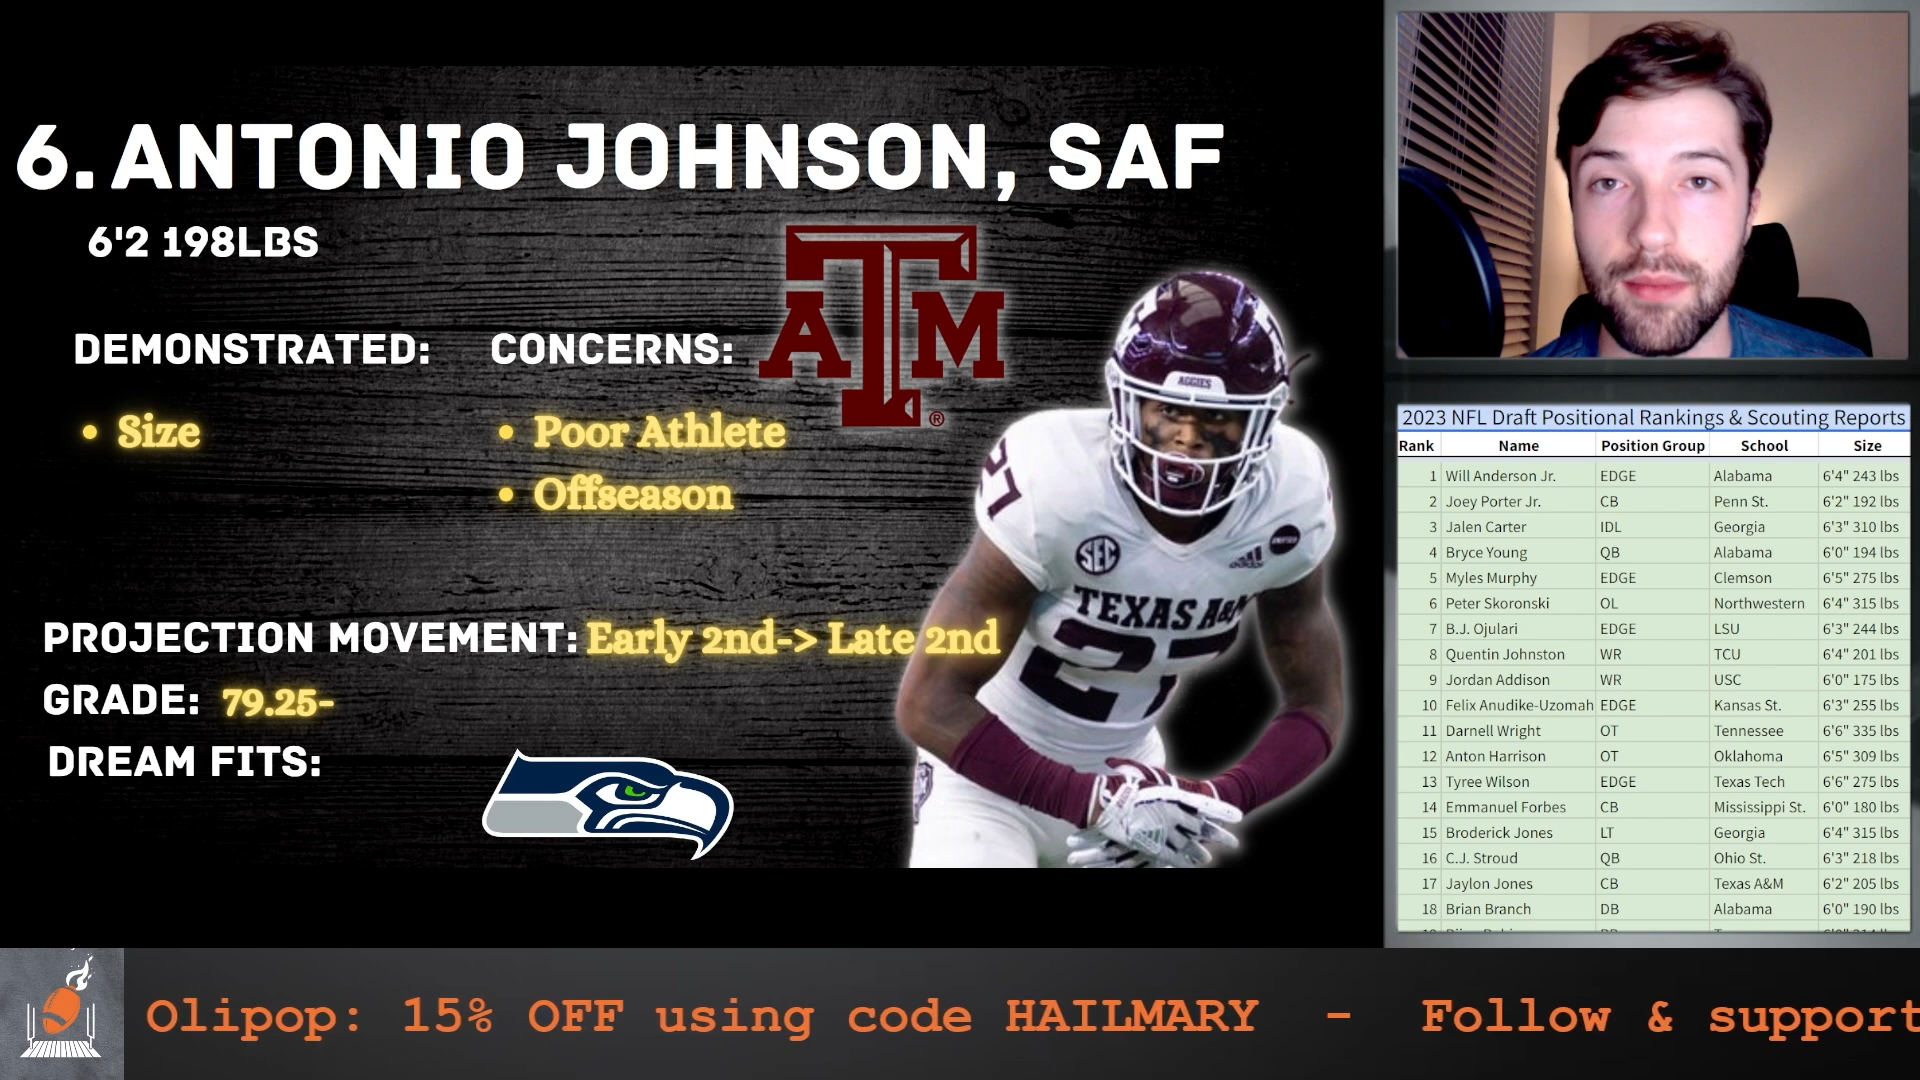 6. ANTONIO JOHNSON, SAF
6'2 198LBS
DEMONSTRATED:
• Size
CONCERNS:
• Poor Athlete
• Offseason
ATM
®
AGGIES
27
SEC
adidas
TEXAS A&M
27
PROJECTION MOVEMENT: Early 2nd-> Late 2nd
GRADE: 79.25-
DREAM FITS:
2023 NFL Draft Positional Rankings & Scouting Reports
Rank Name Position Group School Size
1 Will Anderson Jr. EDGE Alabama 6'4" 243 lbs
2 Joey Porter Jr. CB Penn St. 6'2" 192 lbs
3 Jalen Carter IDL Georgia 6'3" 310 lbs
4 Bryce Young QB Alabama 6'0" 194 lbs
5 Myles Murphy EDGE Clemson 6'5" 275 lbs
6 Peter Skoronski OL Northwestern 6'4" 315 lbs
7 B.J. Ojulari EDGE LSU 6'3" 244 lbs
8 Quentin Johnston WR TCU 6'4" 201 lbs
9 Jordan Addison WR USC 6'0" 175 lbs
10 Felix Anudike-Uzomah EDGE Kansas St. 6'3" 255 lbs
11 Darnell Wright OT Tennessee 6'6" 335 lbs
12 Anton Harrison OT Oklahoma 6'5" 309 lbs
13 Tyree Wilson EDGE Texas Tech 6'6" 275 lbs
14 Emmanuel Forbes CB Mississippi St. 6'0" 180 lbs
15 Broderick Jones LT Georgia 6'4" 315 lbs
16 C.J. Stroud QB Ohio St. 6'3" 218 lbs
17 Jaylon Jones CB Texas A&M 6'2" 205 lbs
18 Brian Branch DB Alabama 6'0" 190 lbs
Olipop: 15% OFF using code HAILMARY - Follow & support